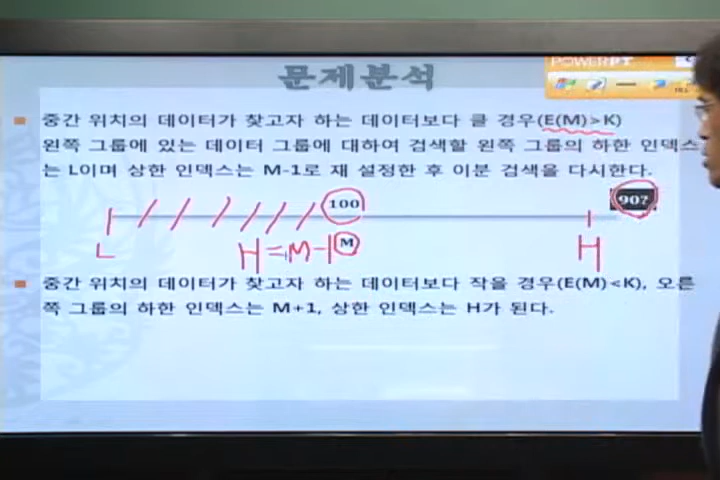 POWERPT
문제분석
중간 위치의 데이터가 찾고자 하는 데이터보다 클 경우(E(M)>K)
왼쪽 그룹에 있는 데이터 그룹에 대하여 검색할 왼쪽 그룹의 하한 인덱스
는 L이며 상한 인덱스는 M-1로 재 설정한 후 이분 검색을 다시한다.
100 90?
L H=M-1 M H
중간 위치의 데이터가 찾고자 하는 데이터보다 작을 경우(E(M)<K), 오른
쪽 그룹의 하한 인덱스는 M+1, 상한 인덱스는 H가 된다.